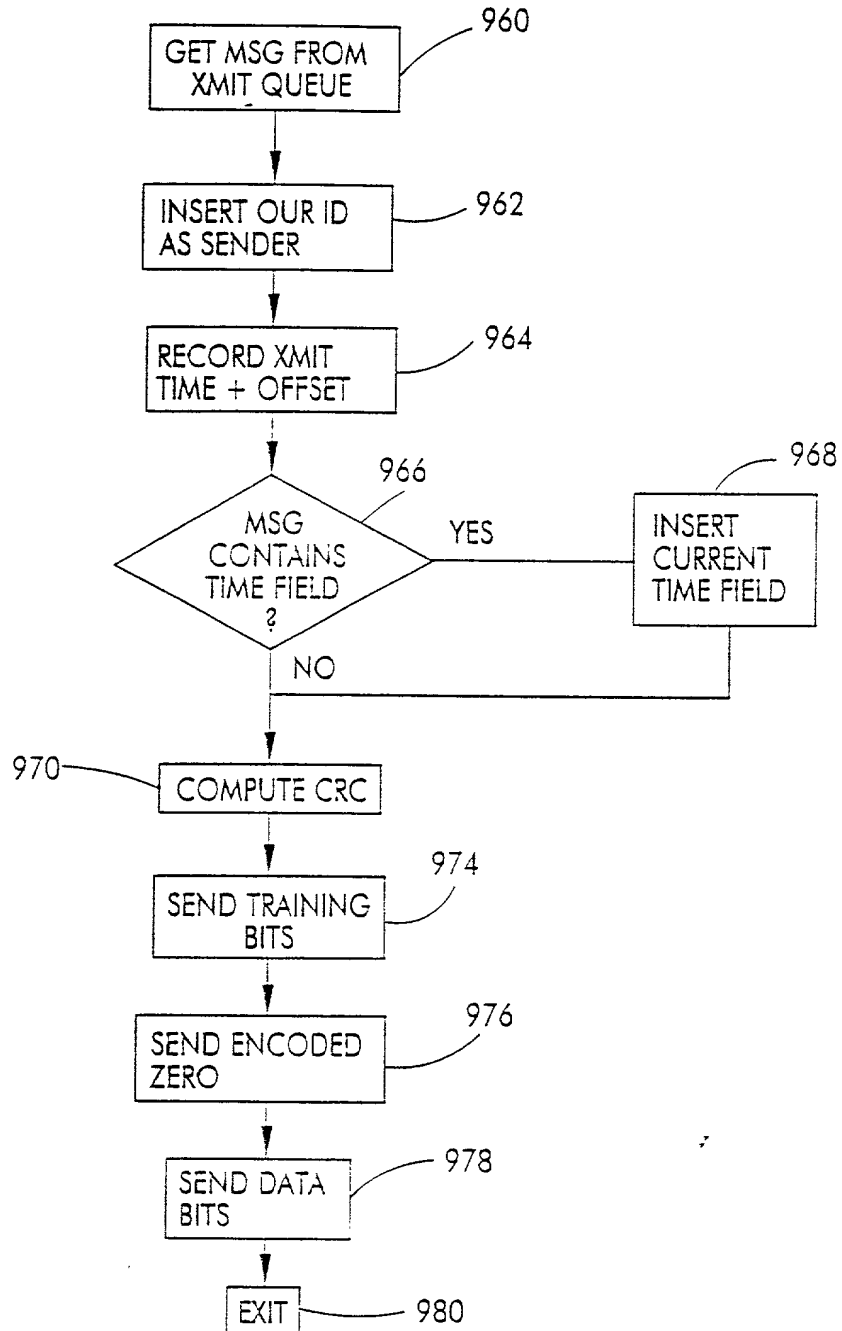 960
GET MSG FROM
XMIT QUEUE
962
INSERT OUR ID
AS SENDER
964
RECORD XMIT
TIME + OFFSET
966
968
MSG
CONTAINS
TIME FIELD
?
YES
INSERT
CURRENT
TIME FIELD
NO
970
COMPUTE CRC
974
SEND TRAINING
BITS
976
SEND ENCODED
ZERO
978
SEND DATA
BITS
EXIT
980